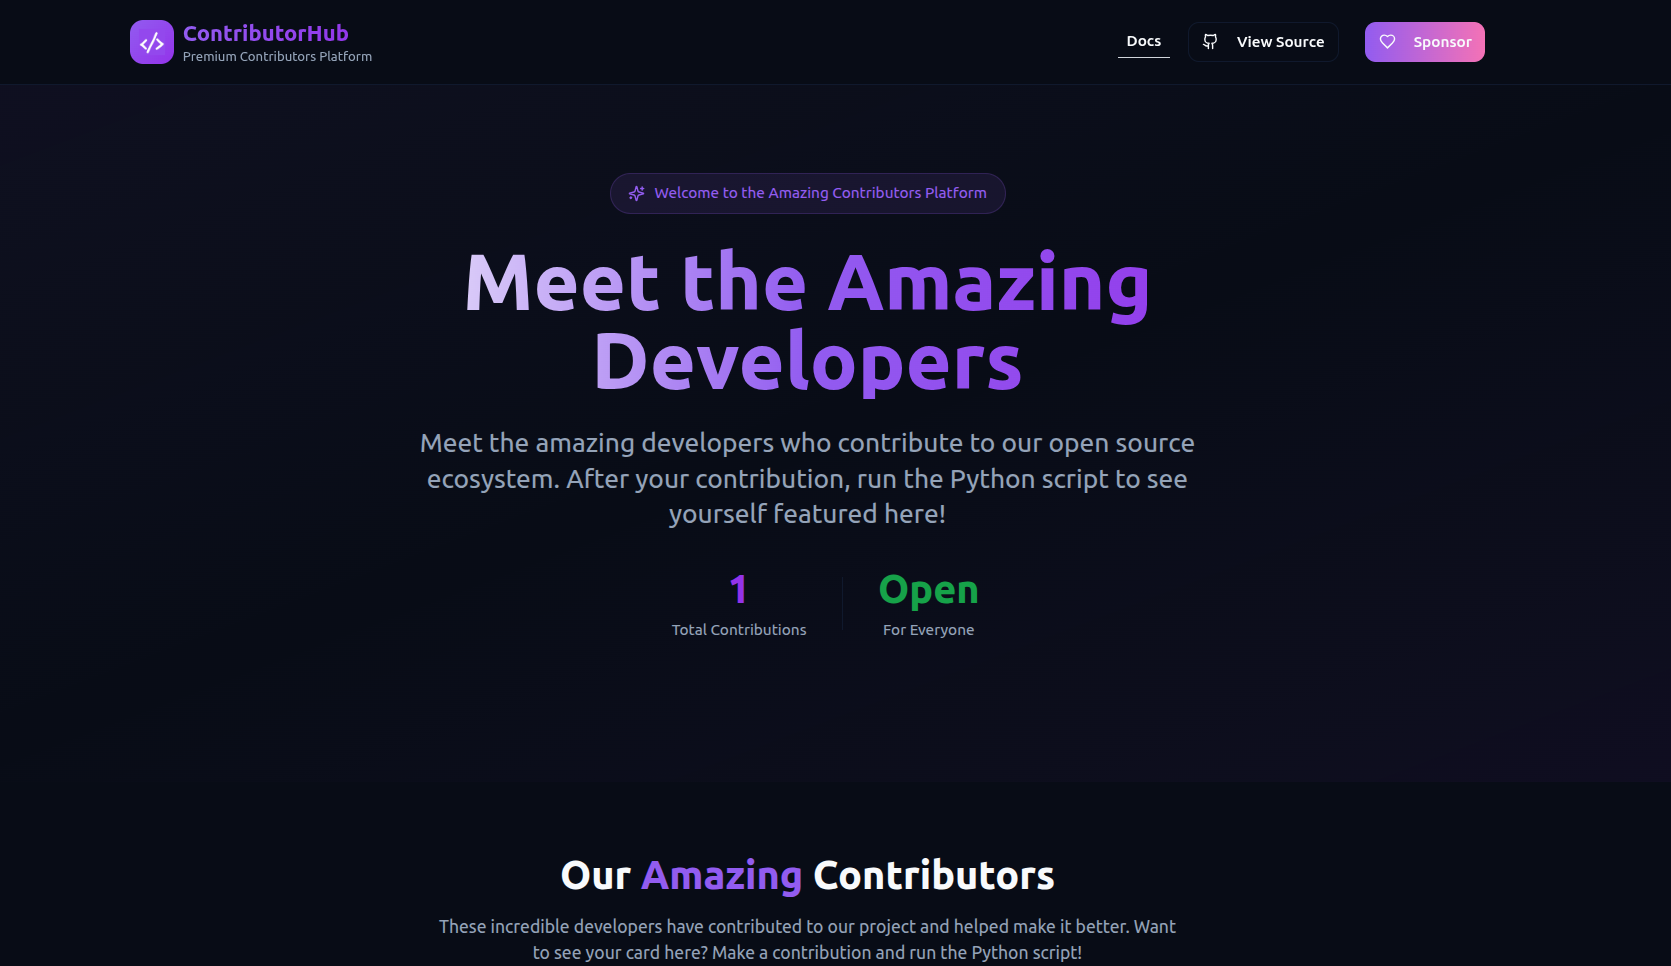 ContributorHub
Premium Contributors Platform
Docs
View Source
Sponsor
Welcome to the Amazing Contributors Platform
Meet the Amazing
Developers
Meet the amazing developers who contribute to our open source
ecosystem. After your contribution, run the Python script to see
yourself featured here!
1
Total Contributions
Open
For Everyone
Our Amazing Contributors
These incredible developers have contributed to our project and helped make it better. Want
to see your card here? Make a contribution and run the Python script!